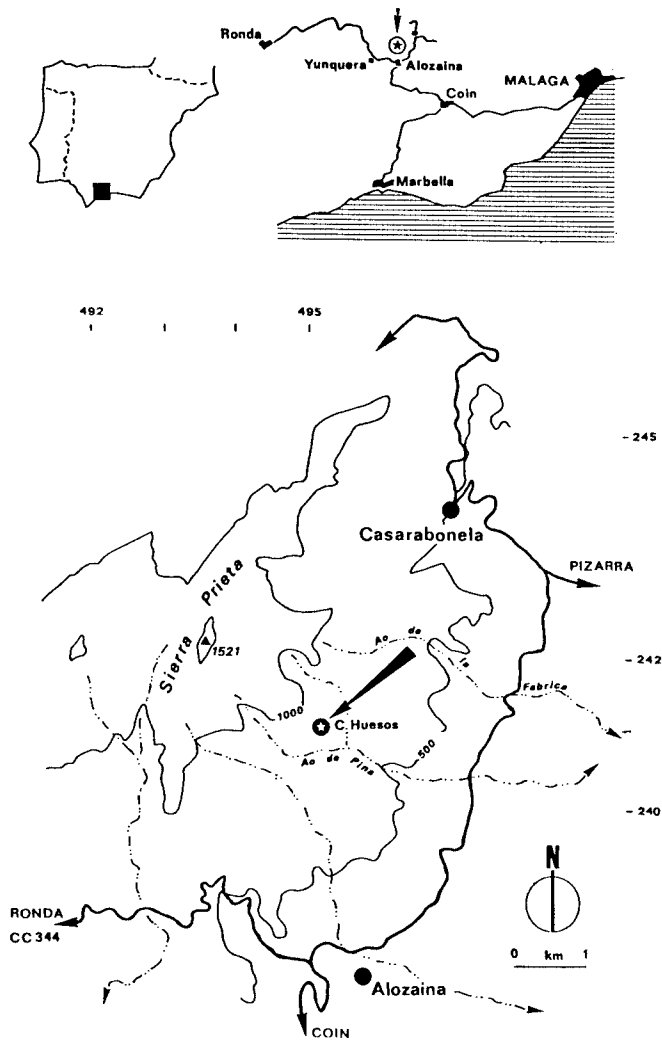 Ronda
Yunquera
Alozaina
MALAGA
Coin
Marbella
492
495
245
Casarabonela
PIZARRA
Sierra Prieta
1521
Ao de la Fabrica
242
1000
C. Huesos
500
Ao de Pina
240
N
RONDA
CC 344
0 km 1
Alozaina
COIN